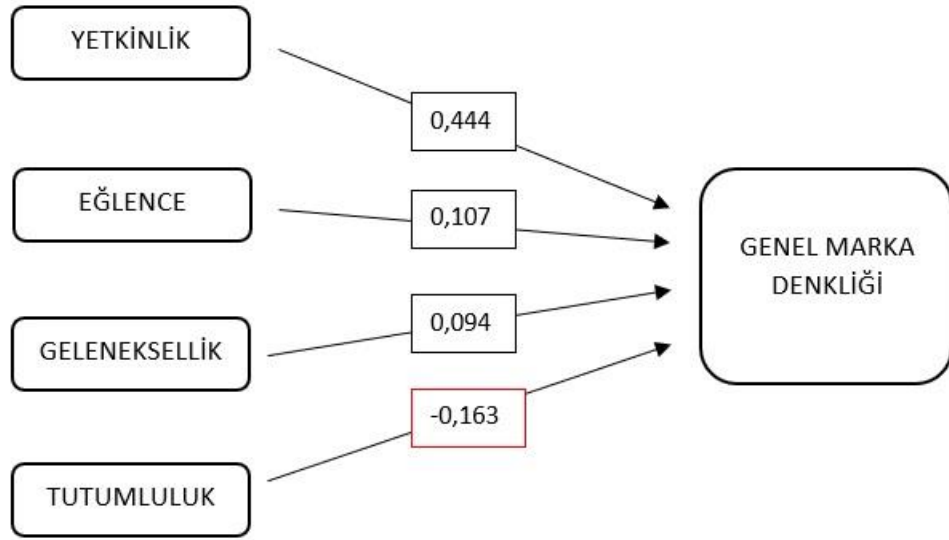 YETKİNLİK
0,444
EĞLENCE
0,107
GENEL MARKA
DENKLİĞİ
GELENEKSELLİK
0,094
-0,163
TUTUMLULUK